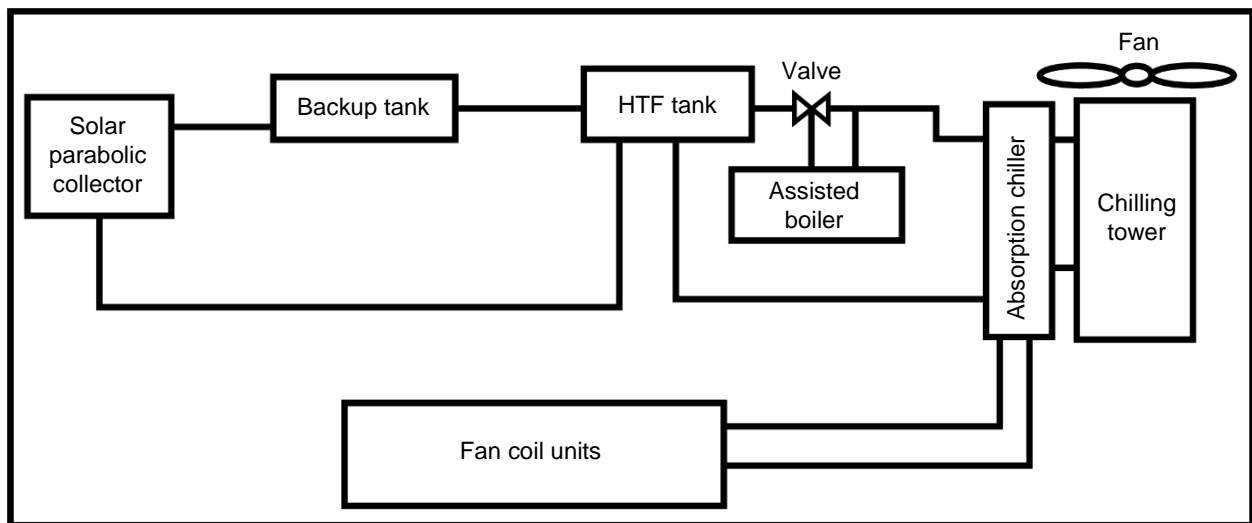 Fan
Valve
Backup tank
HTF tank
Solar
parabolic
collector
Assisted
boiler
Absorption chiller
Chilling
tower
Fan coil units